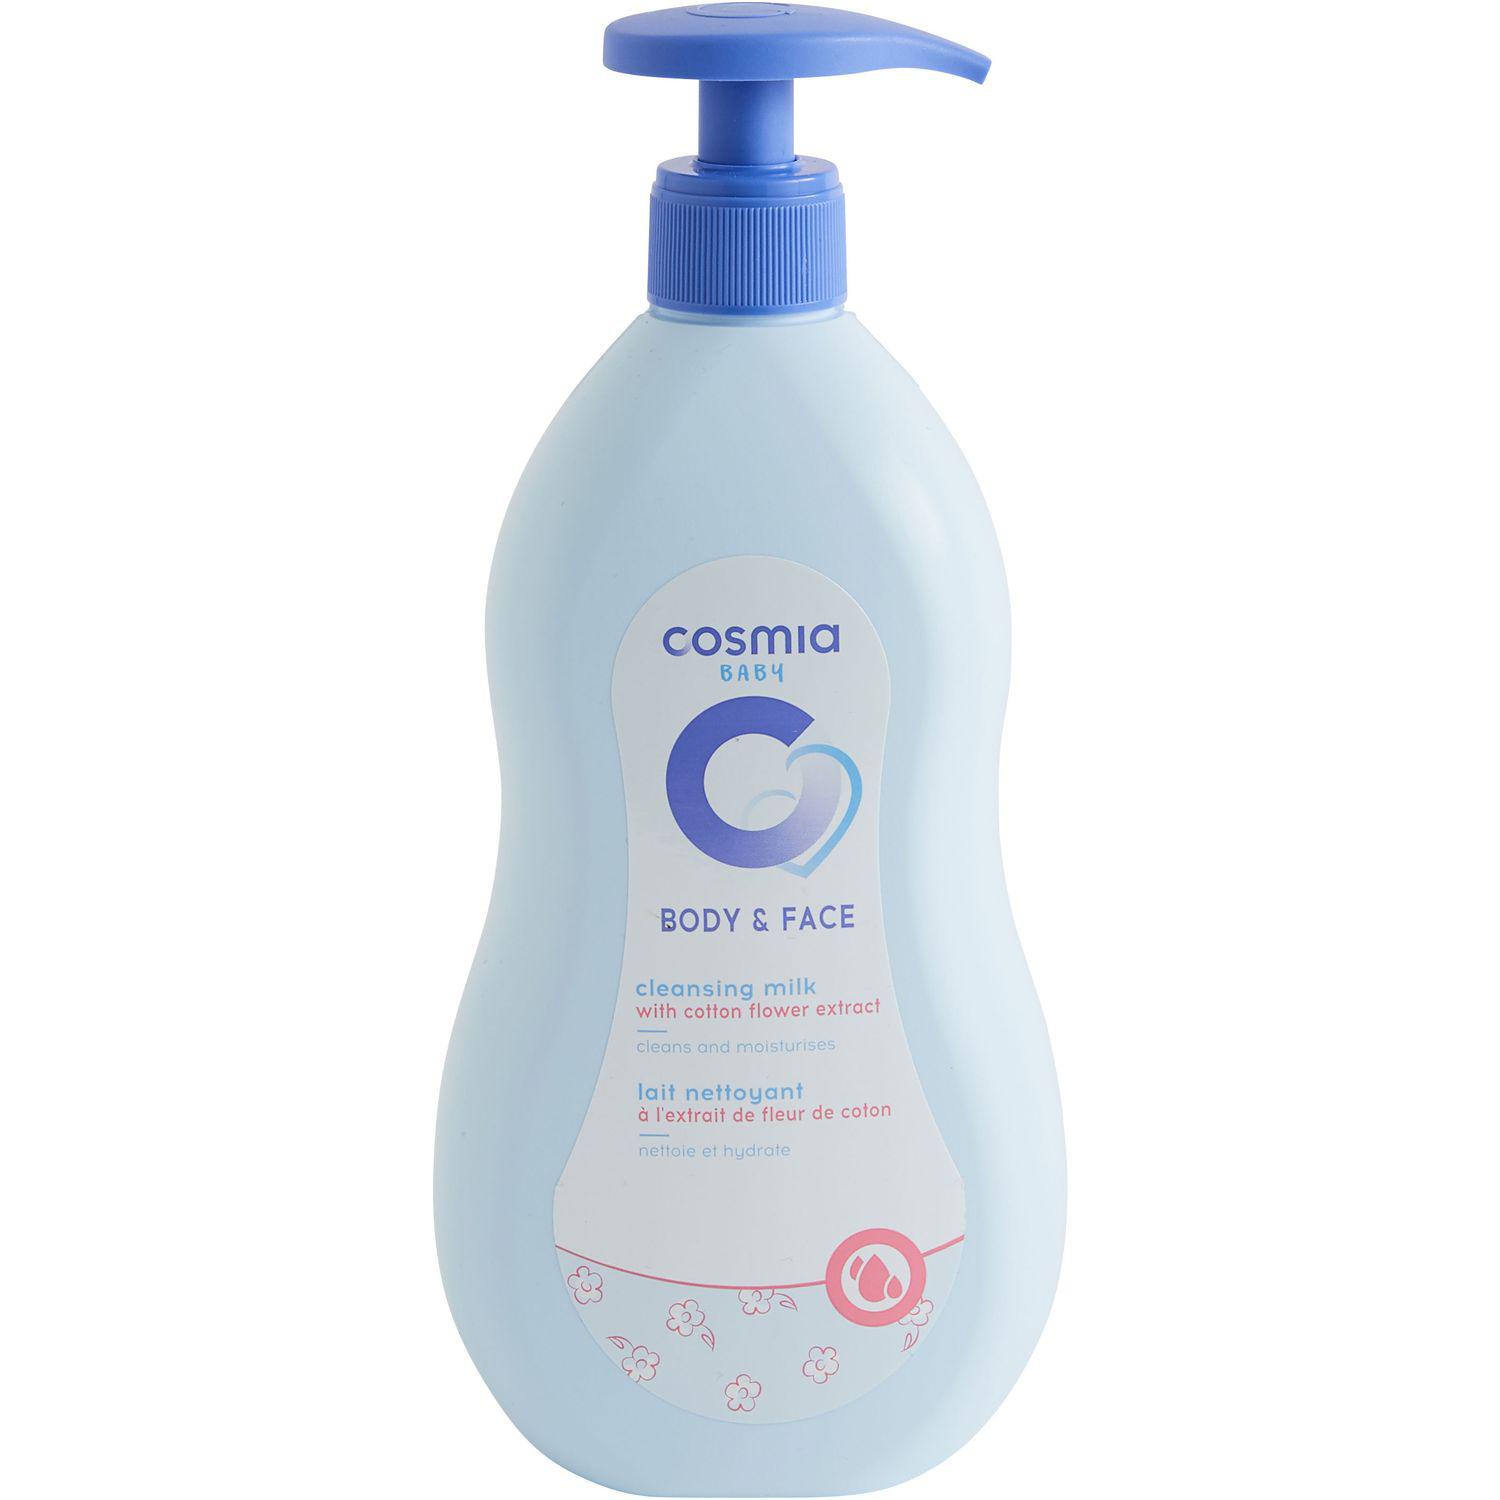 cosmia
BABY
BODY & FACE
cleansing milk
with cotton flower extract
cleans and moisturises
lait nettoyant
à l'extrait de fleur de coton
nettoie et hydrate